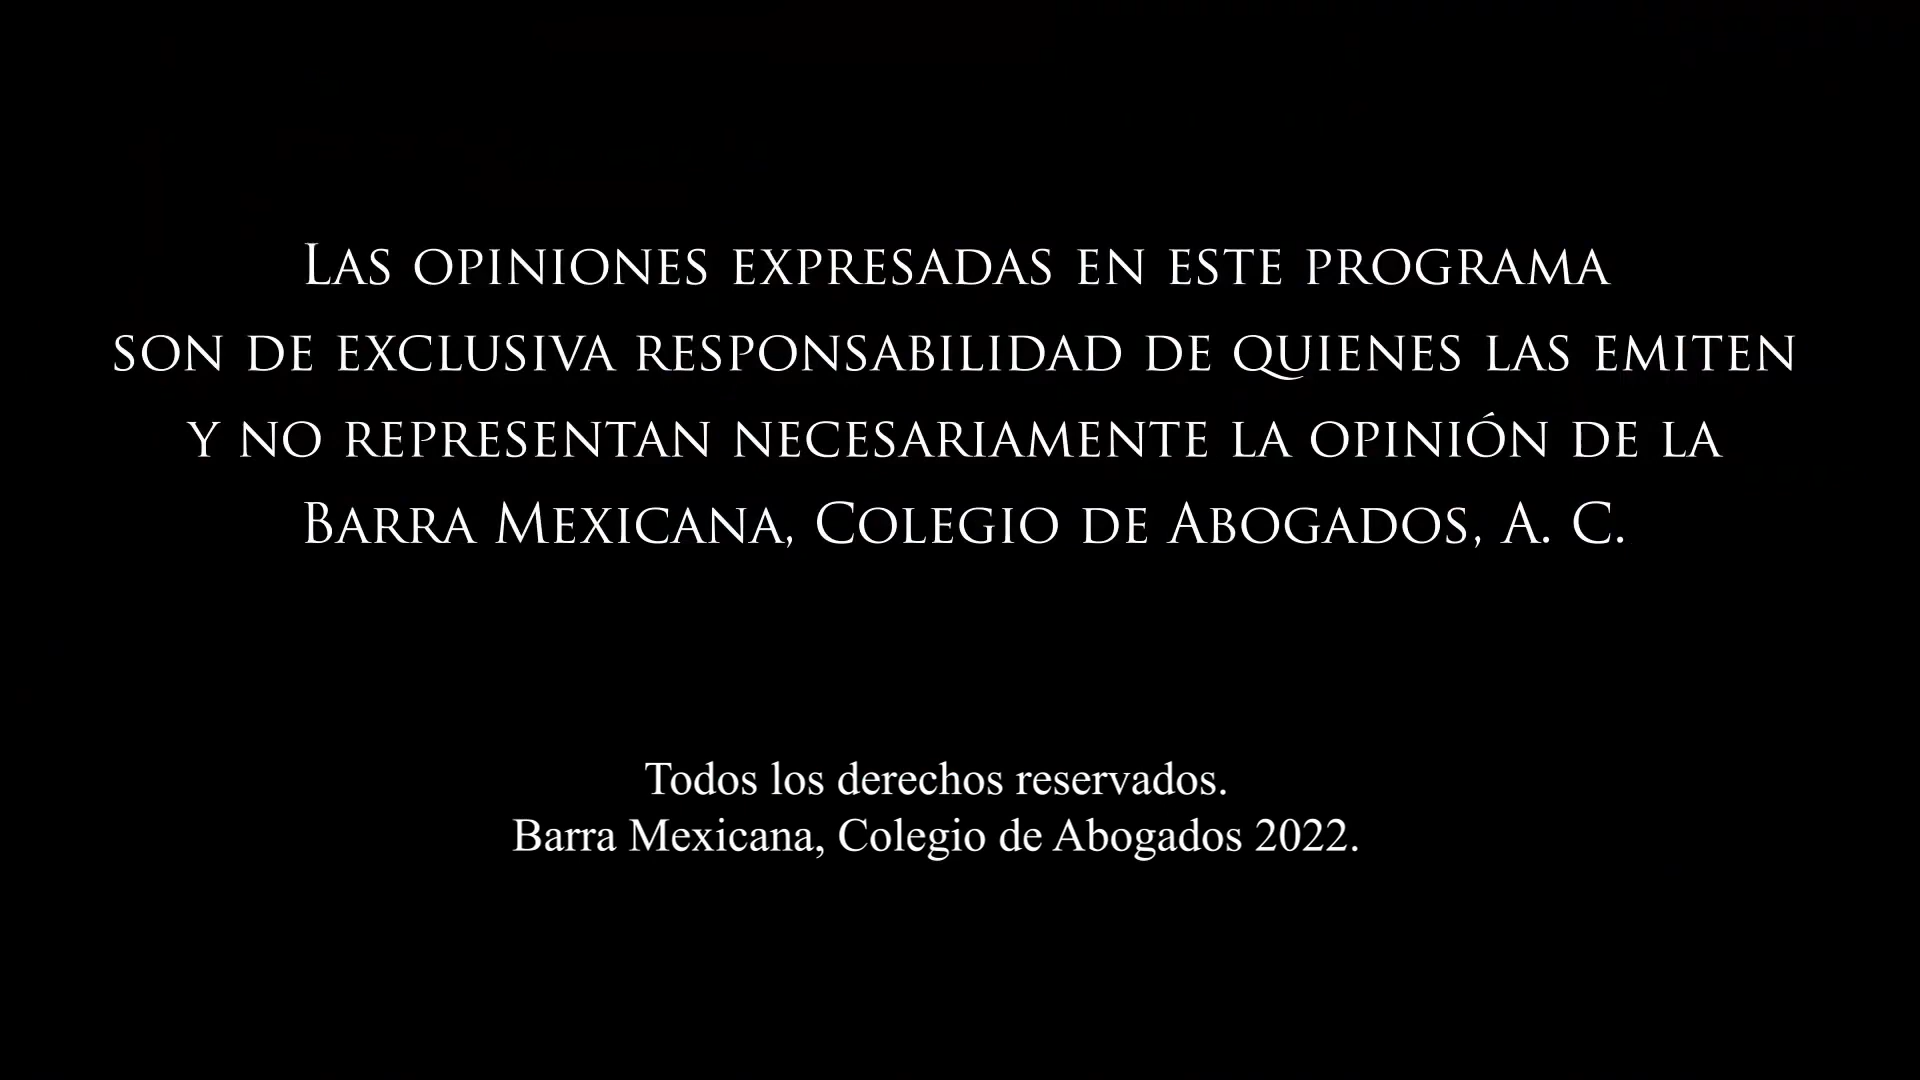 Las opiniones expresadas en este programa
son de exclusiva responsabilidad de quienes las emiten
y no representan necesariamente la opinión de la
Barra Mexicana, Colegio de Abogados, A. C.
Todos los derechos reservados.
Barra Mexicana, Colegio de Abogados 2022.